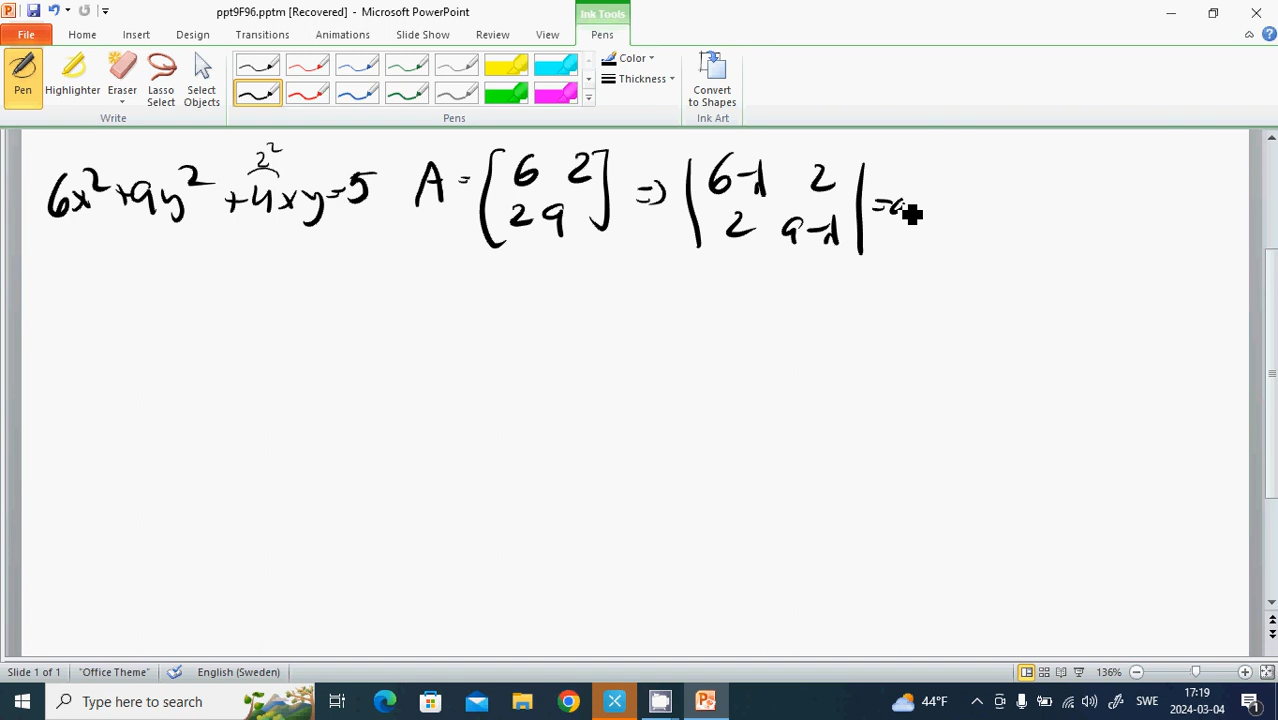 ppt9F96.pptm [Recovered] - Microsoft PowerPoint
Ink Tools
File Home Insert Design Transitions Animations Slide Show Review View Pens
Pen Highlighter Eraser Lasso Select Select Objects
Color
Thickness
Convert to Shapes
Write Pens Ink Art
2 2
6x²+9y²+4xy=5 A = [6 2 => |6-λ 2
2 9] 2 9-λ| =
Slide 1 of 1 "Office Theme" English (Sweden) 136%
Type here to search 44°F SWE 17:19
2024-03-04 1